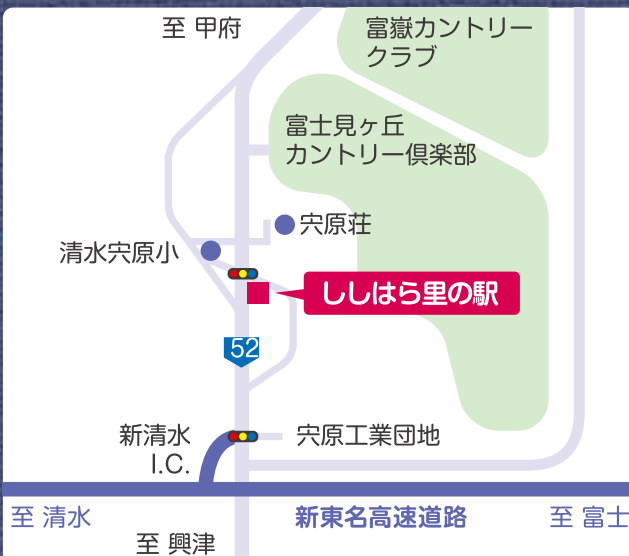 至 甲府
富嶽カントリー
クラブ
富士見ヶ丘
カントリー倶楽部
宍原荘
清水宍原小
ししはら里の駅
52
新清水
I.C.
宍原工業団地
至 清水
新東名高速道路
至 富士
至 興津